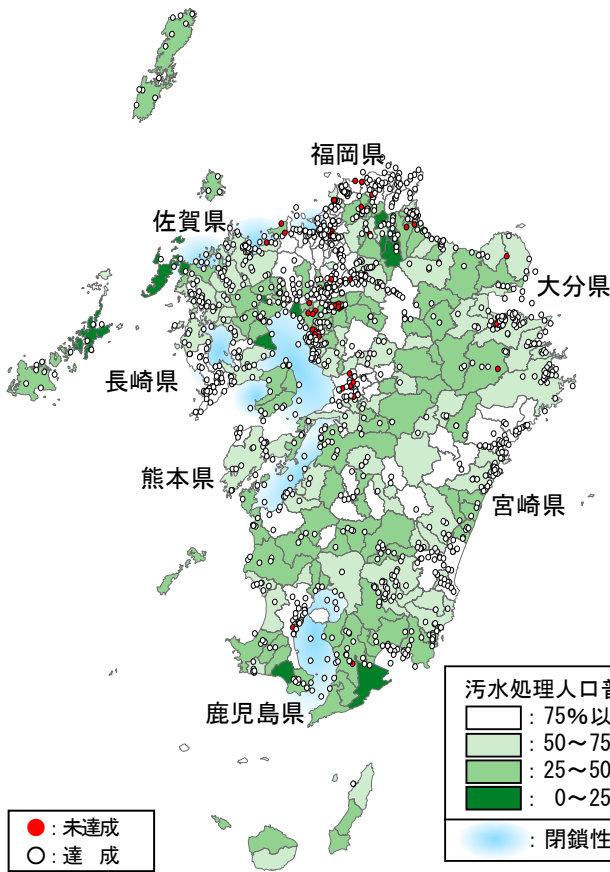 福岡県
佐賀県
大分県
長崎県
熊本県
宮崎県
鹿児島県
汚水処理人口普
: 75%以
: 50～75
: 25～50
: 0～25
: 閉鎖性
: 未達成
: 達 成